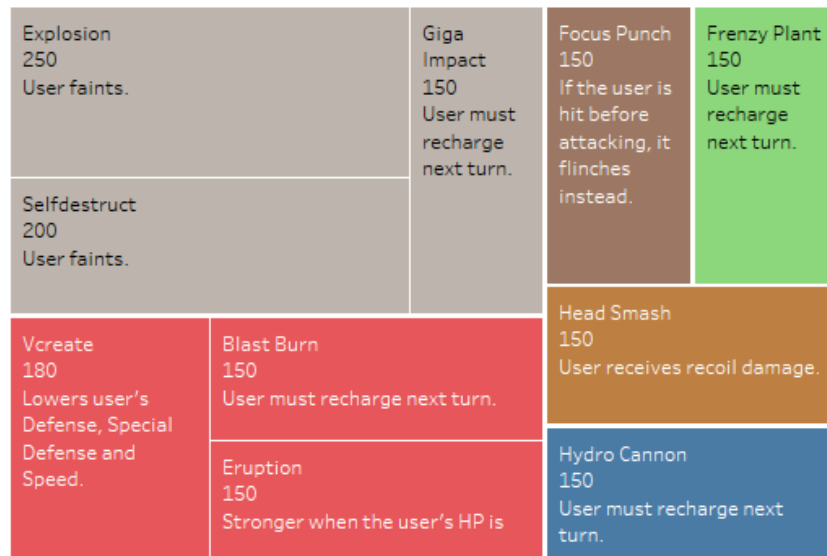 Explosion
250
User faints.
Selfdestruct
200
User faints.
Giga
Impact
150
User must
recharge
next turn.
Vcreate
180
Lowers user's
Defense, Special
Defense and
Speed.
Blast Burn
150
User must recharge next turn.
Eruption
150
Stronger when the user's HP is
Focus Punch
150
If the user is
hit before
attacking, it
flinches
instead.
Frenzy Plant
150
User must
recharge
next turn.
Head Smash
150
User receives recoil damage.
Hydro Cannon
150
User must recharge next
turn.